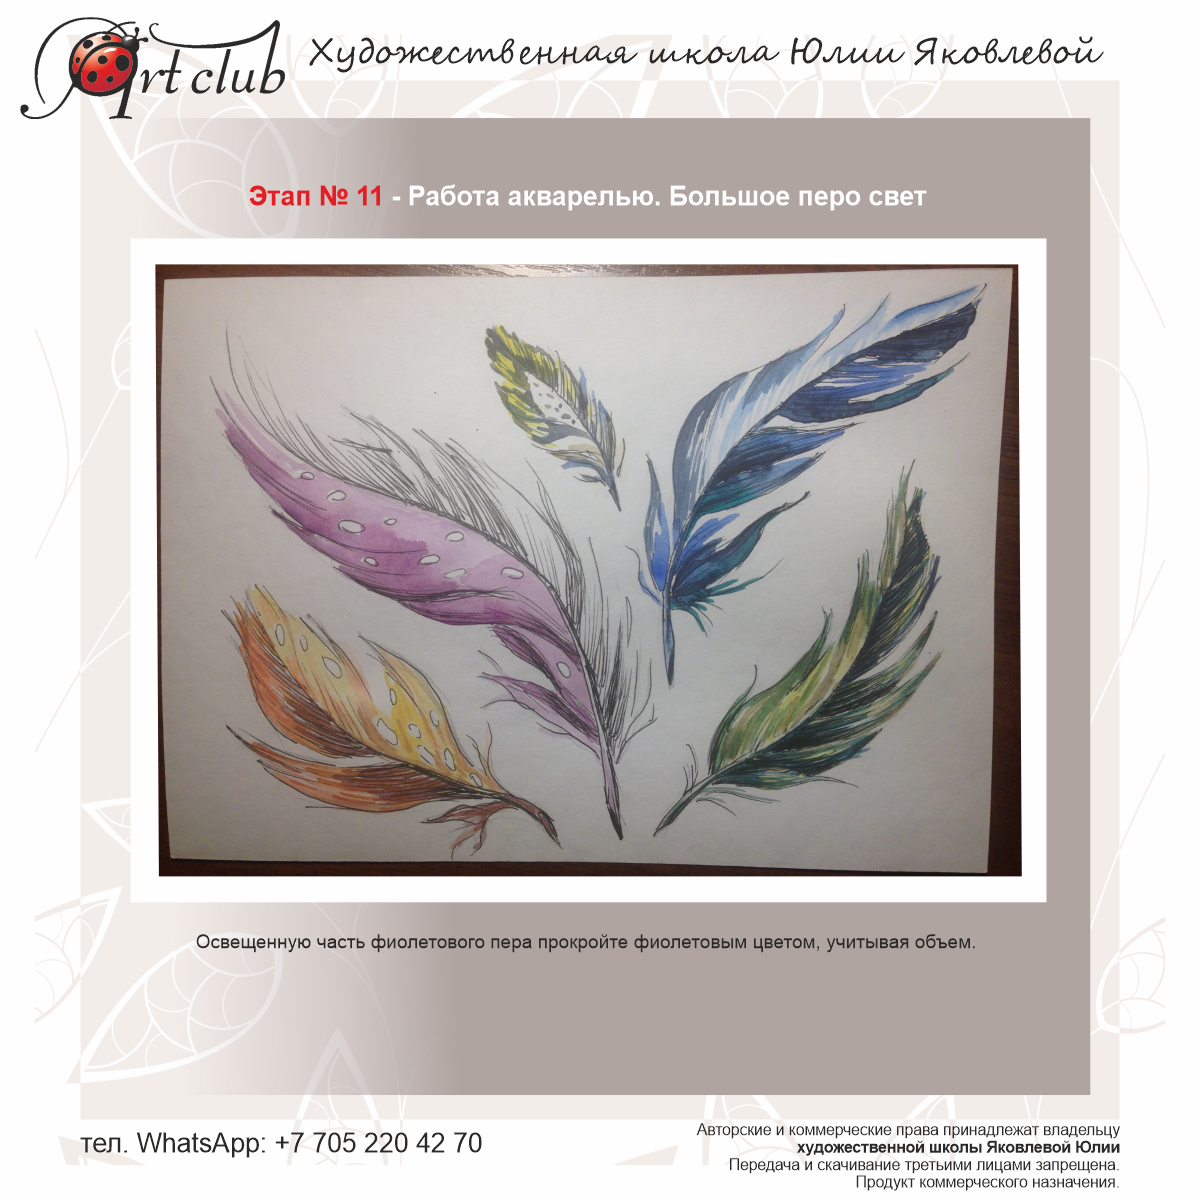 Art club
Художественная школа Юлии Яковлевой
Этап № 11 - Работа акварелью. Большое перо свет
Освещенную часть фиолетового пера прокройте фиолетовым цветом, учитывая объем.
тел. WhatsApp: +7 705 220 42 70
Авторские и коммерческие права принадлежат владельцу
художественной школы Яковлевой Юлии
Передача и скачивание третьими лицами запрещена.
Продукт коммерческого назначения.